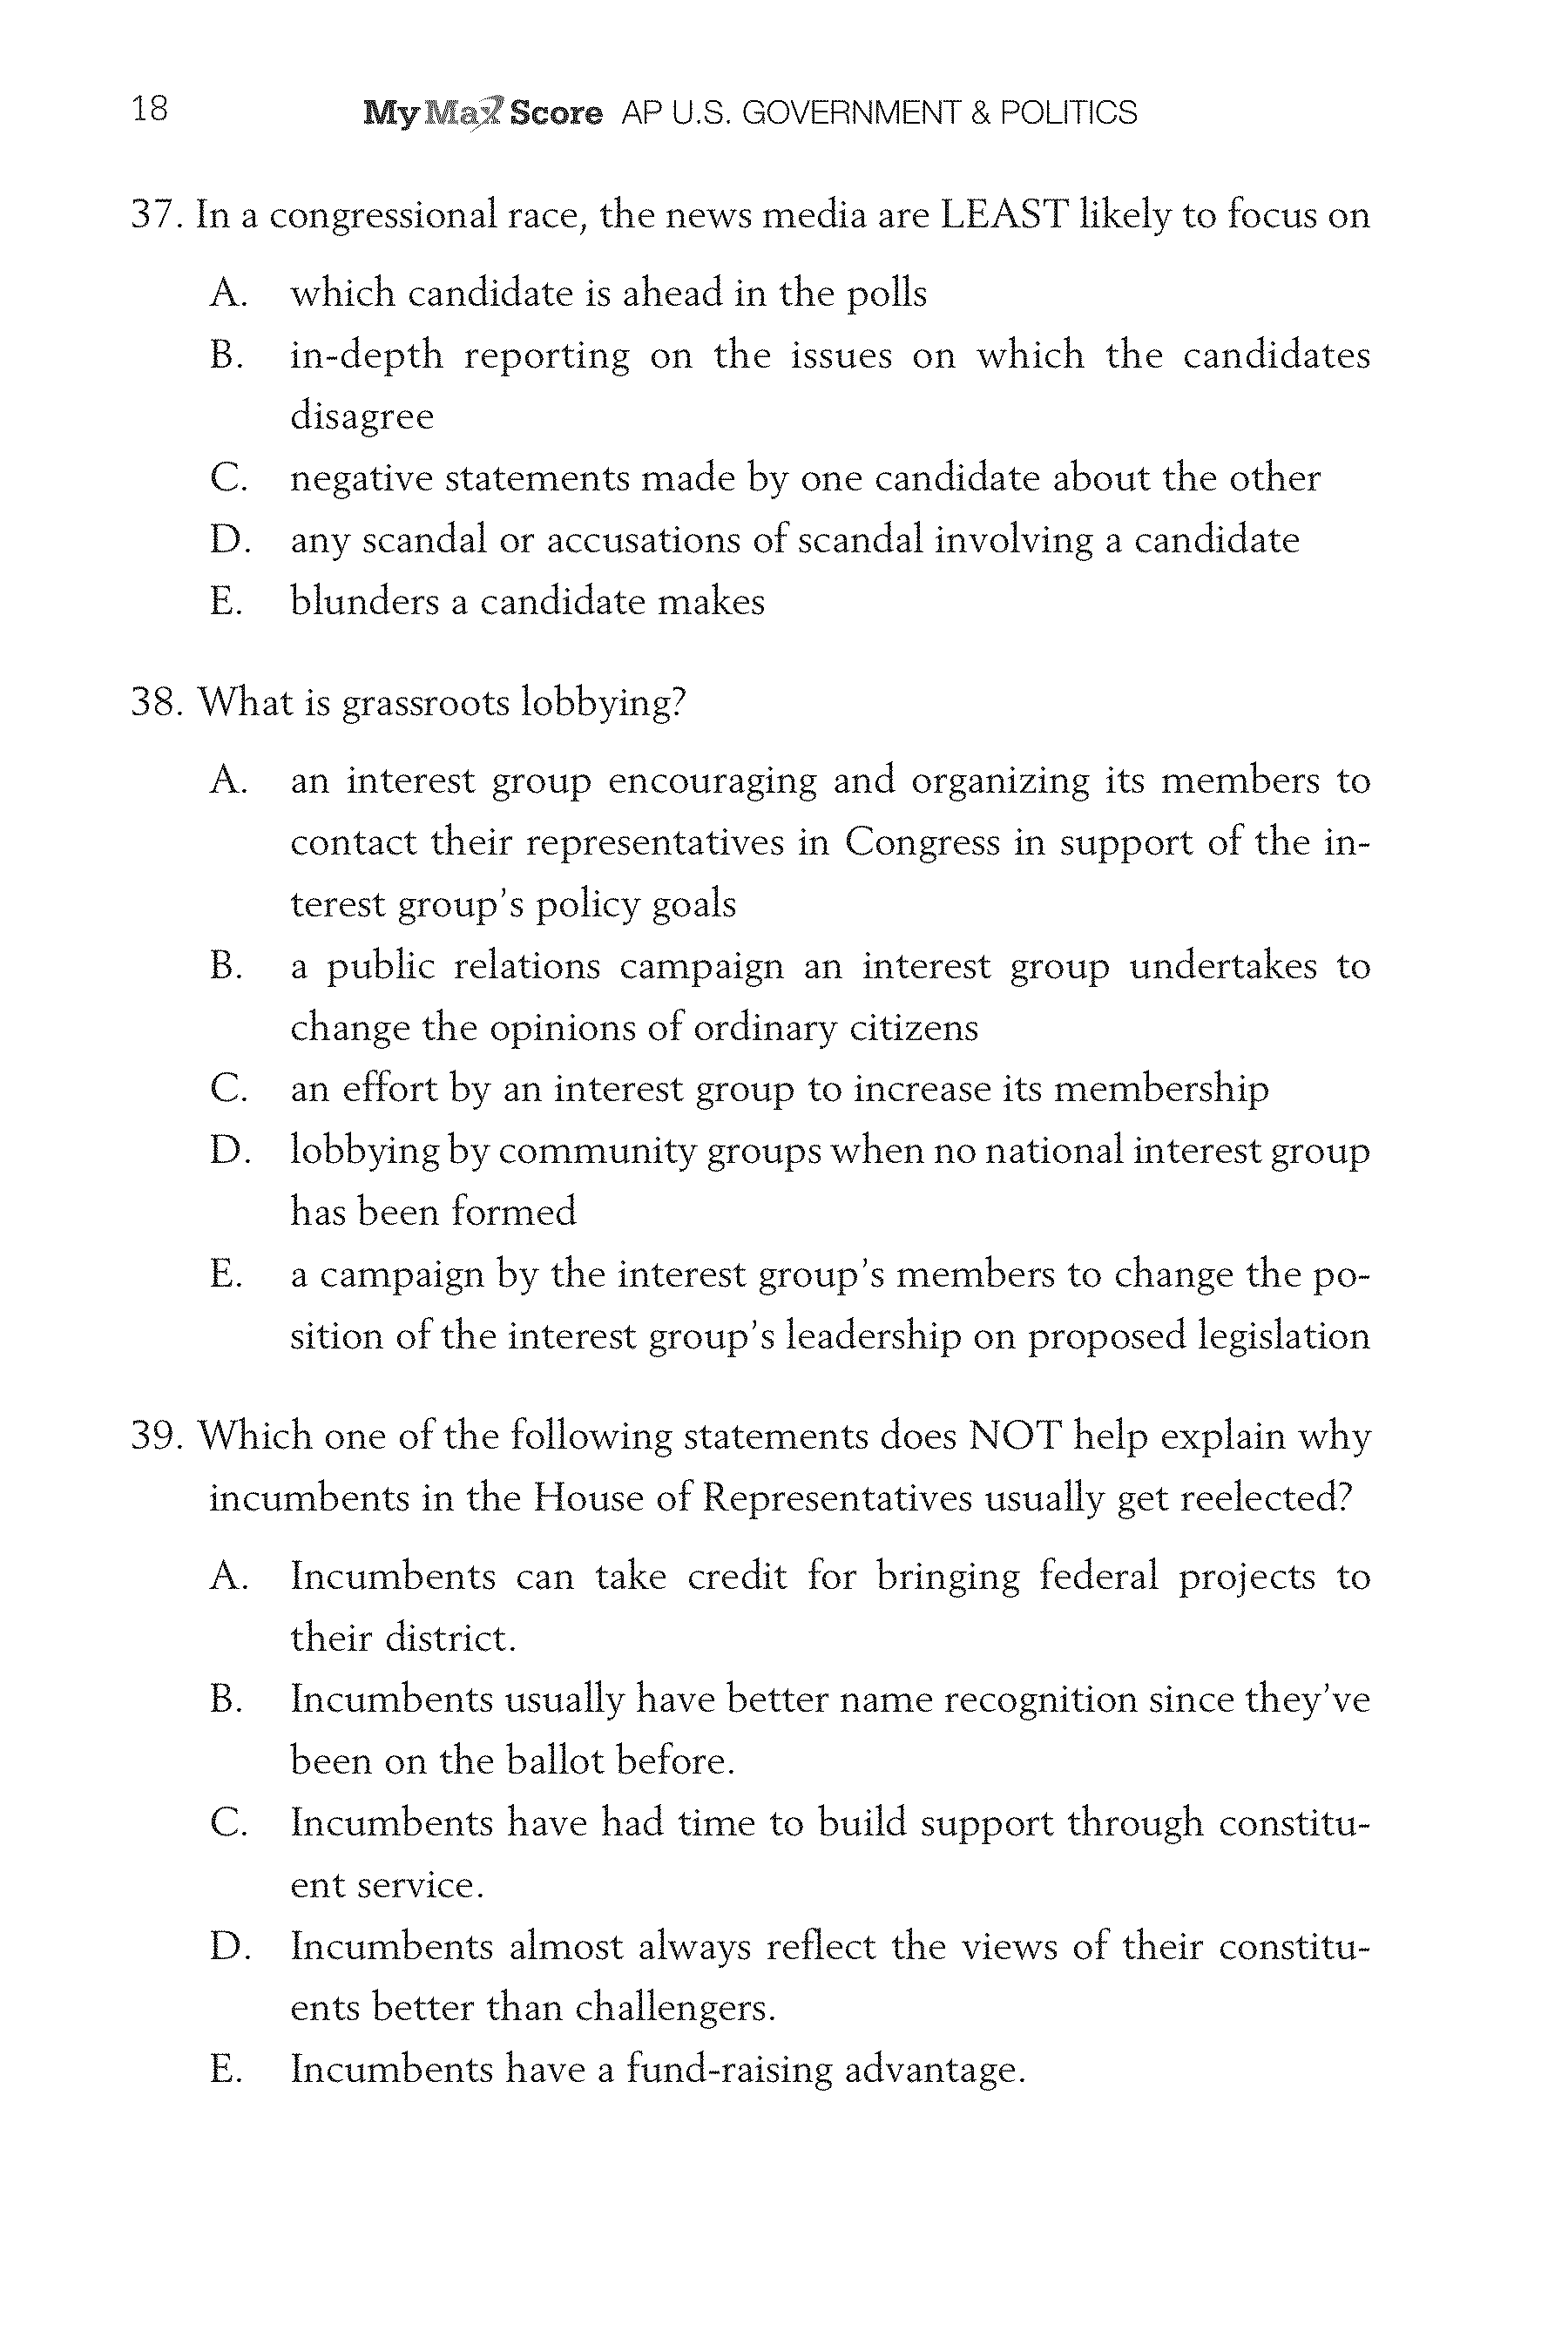 18
My Max Score AP U.S. GOVERNMENT & POLITICS
37. In a congressional race, the news media are LEAST likely to focus on
A. which candidate is ahead in the polls
B. in-depth reporting on the issues on which the candidates
disagree
C. negative statements made by one candidate about the other
D. any scandal or accusations of scandal involving a candidate
E. blunders a candidate makes
38. What is grassroots lobbying?
A. an interest group encouraging and organizing its members to
contact their representatives in Congress in support of the in-
terest group's policy goals
B. a public relations campaign an interest group undertakes to
change the opinions of ordinary citizens
C. an effort by an interest group to increase its membership
D. lobbying by community groups when no national interest group
has been formed
E. a campaign by the interest group's members to change the po-
sition of the interest group's leadership on proposed legislation
39. Which one of the following statements does NOT help explain why
incumbents in the House of Representatives usually get reelected?
A. Incumbents can take credit for bringing federal projects to
their district.
B. Incumbents usually have better name recognition since they've
been on the ballot before.
C. Incumbents have had time to build support through constitu-
ent service.
D. Incumbents almost always reflect the views of their constitu-
ents better than challengers.
E. Incumbents have a fund-raising advantage.